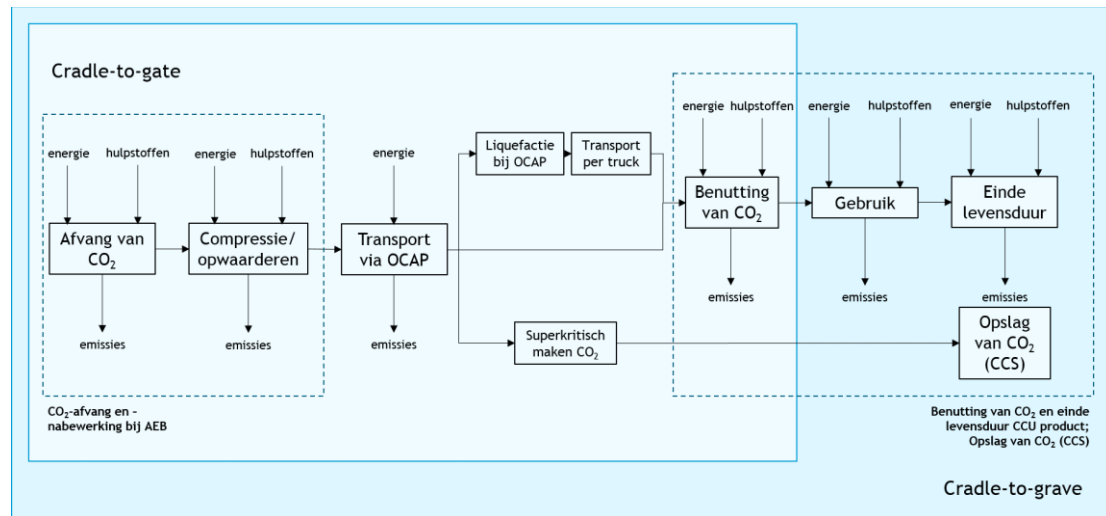 Cradle-to-gate
energie
hulpstoffen
energie
hulpstoffen
Afvang van
CO₂
emissies
Compressie/
opwaarderen
emissies
CO₂-afvang en -
nabewerking bij AEB
energie
Transport
via OCAP
emissies
Liquefactie
bij OCAP
Transport
per truck
Superkritisch
maken CO₂
energie
hulpstoffen
energie
hulpstoffen
energie
hulpstoffen
Benutting
van CO₂
emissies
Gebruik
emissies
Einde
levensduur
emissies
Opslag
van CO₂
(CCS)
Benutting van CO₂ en einde
levensduur CCU product;
Opslag van CO₂ (CCS)
Cradle-to-grave